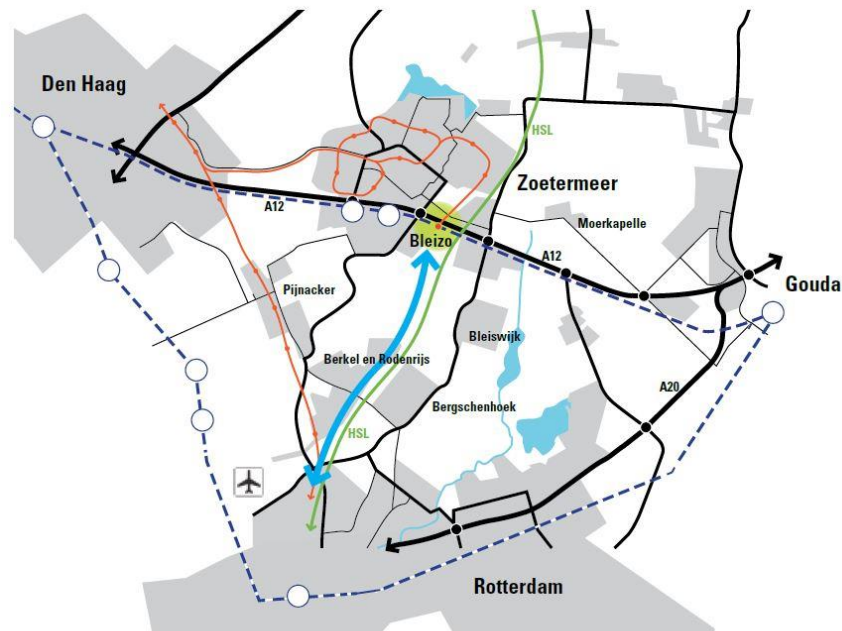 Den Haag
HSL
Zoetermeer
A12
Moerkapelle
Bleizo
A12
Gouda
Pijnacker
Bleiswijk
Berkel en Rodenrijs
A20
Bergschenhoek
HSL
Rotterdam